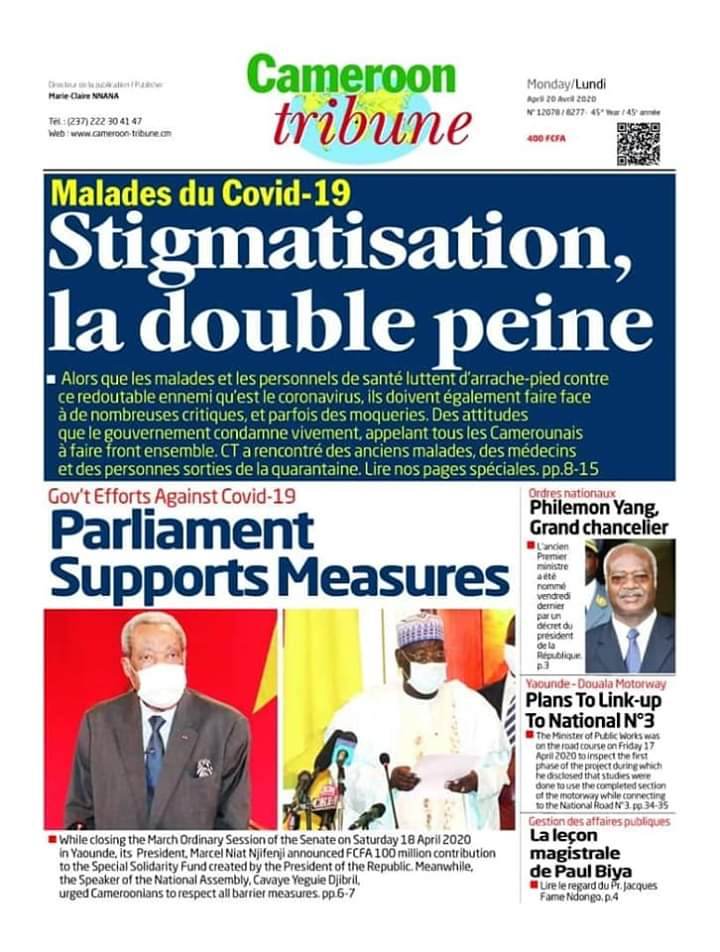 Directeur de la publication / Publisher
Marie-Claire NNANA
Tél. : (237) 222 30 41 47
Web : www.cameroon-tribune.cm
Cameroon
tribune
Monday/Lundi
April 20 Avril 2020
N° 12078 / 8277 - 45e Year / 45e année
400 FCFA
Malades du Covid-19
Stigmatisation,
la double peine
Alors que les malades et les personnels de santé luttent d'arrache-pied contre
ce redoutable ennemi qu'est le coronavirus, ils doivent également faire face
à de nombreuses critiques, et parfois des moqueries. Des attitudes
que le gouvernement condamne vivement, appelant tous les Camerounais
à faire front ensemble. CT a rencontré des anciens malades, des médecins
et des personnes sorties de la quarantaine. Lire nos pages spéciales. pp.8-15
Gov't Efforts Against Covid-19
Parliament
Supports Measures
While closing the March Ordinary Session of the Senate on Saturday 18 April 2020
in Yaounde, its President, Marcel Niat Njifenji announced FCFA 100 million contribution
to the Special Solidarity Fund created by the President of the Republic. Meanwhile,
the Speaker of the National Assembly, Cavaye Yeguie Djibril,
urged Cameroonians to respect all barrier measures. pp.6-7
Ordres nationaux
Philemon Yang,
Grand chancelier
L'ancien
Premier
ministre
a été
nommé
vendredi
dernier
par un
décret du
président
de la
République.
p.3
Yaounde - Douala Motorway
Plans To Link-up
To National N°3
The Minister of Public Works was
on the road course on Friday 17
April 2020 to inspect the first
phase of the project during which
he disclosed that studies were
done to use the completed section
of the motorway while connecting
to the National Road N°3. pp.34-35
Gestion des affaires publiques
La leçon
magistrale
de Paul Biya
Lire le regard du Pr. Jacques
Fame Ndongo. p.4